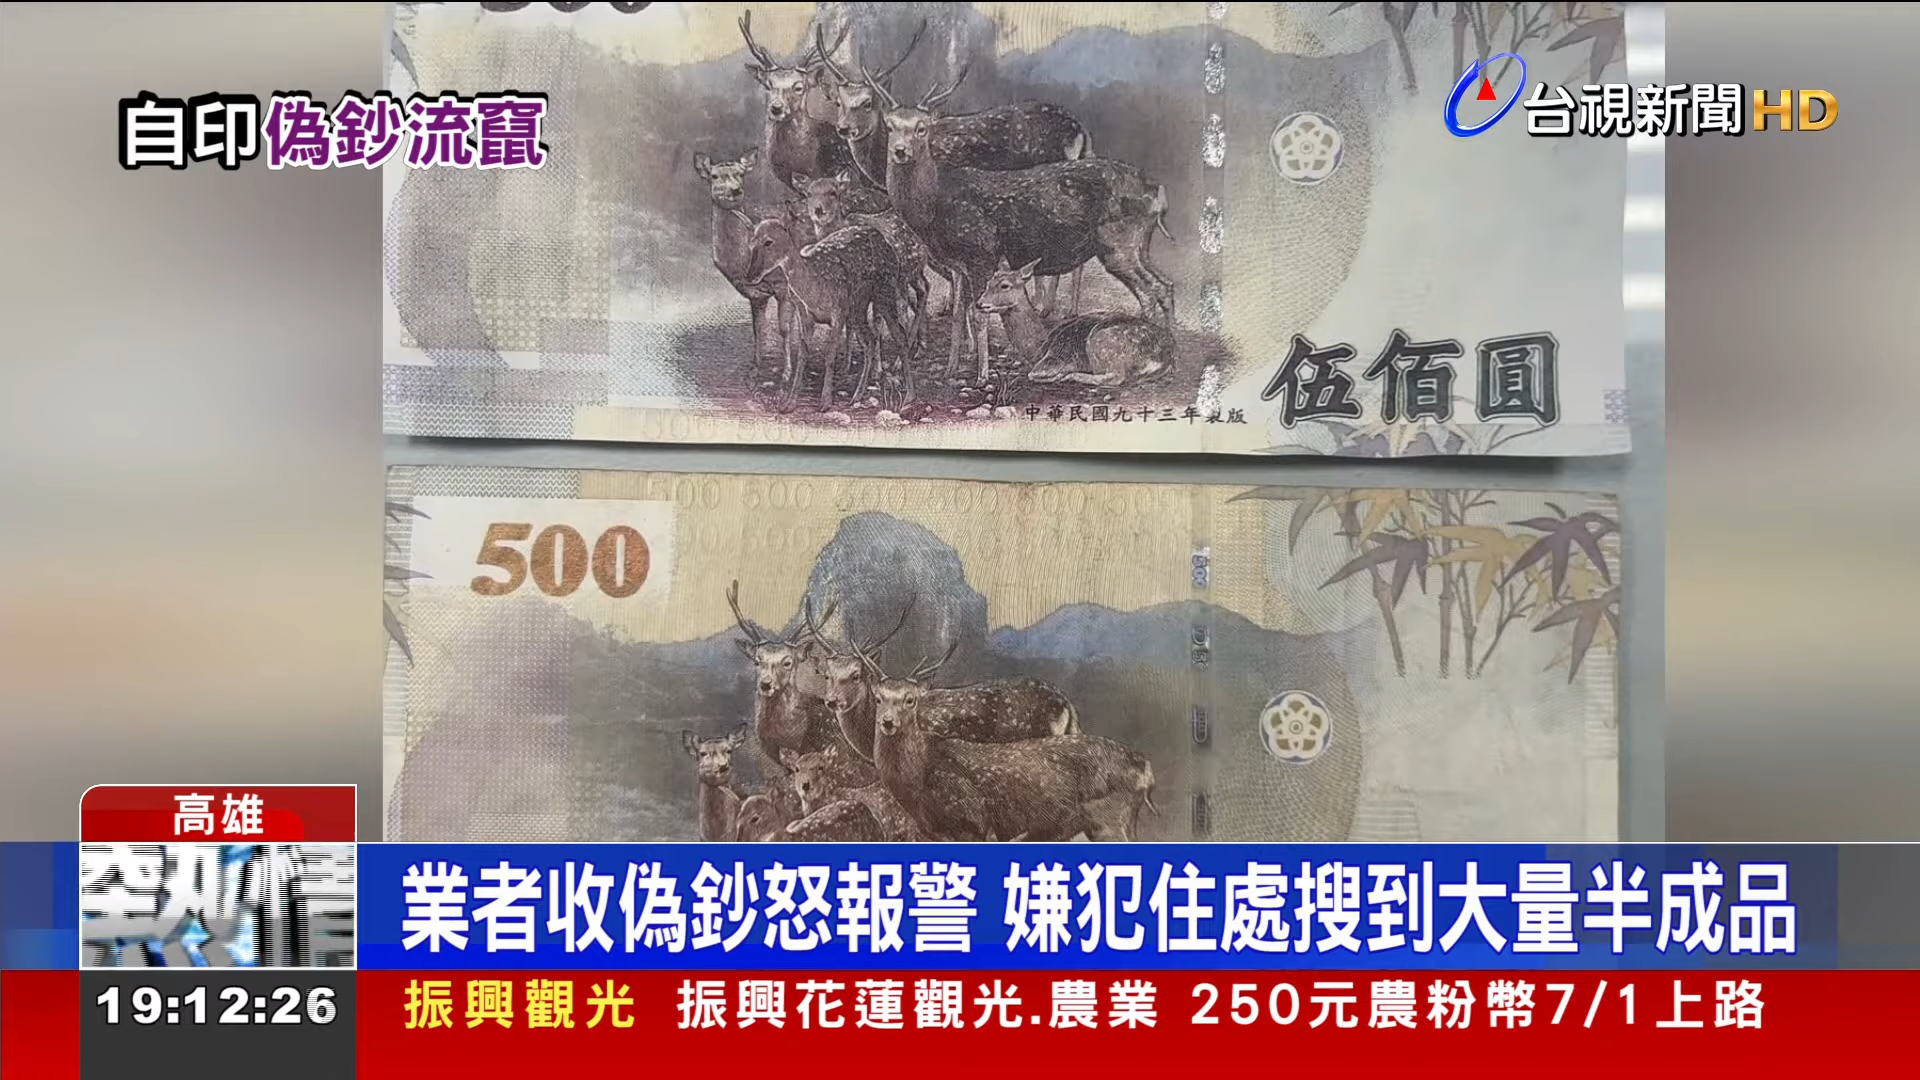 自印偽鈔流竄
台視新聞HD
伍佰圓
中華民國九十三年製版
500
高雄
業者收偽鈔怒報警 嫌犯住處搜到大量半成品
19:12:26
振興觀光 振興花蓮觀光.農業 250元農粉幣7/1上路